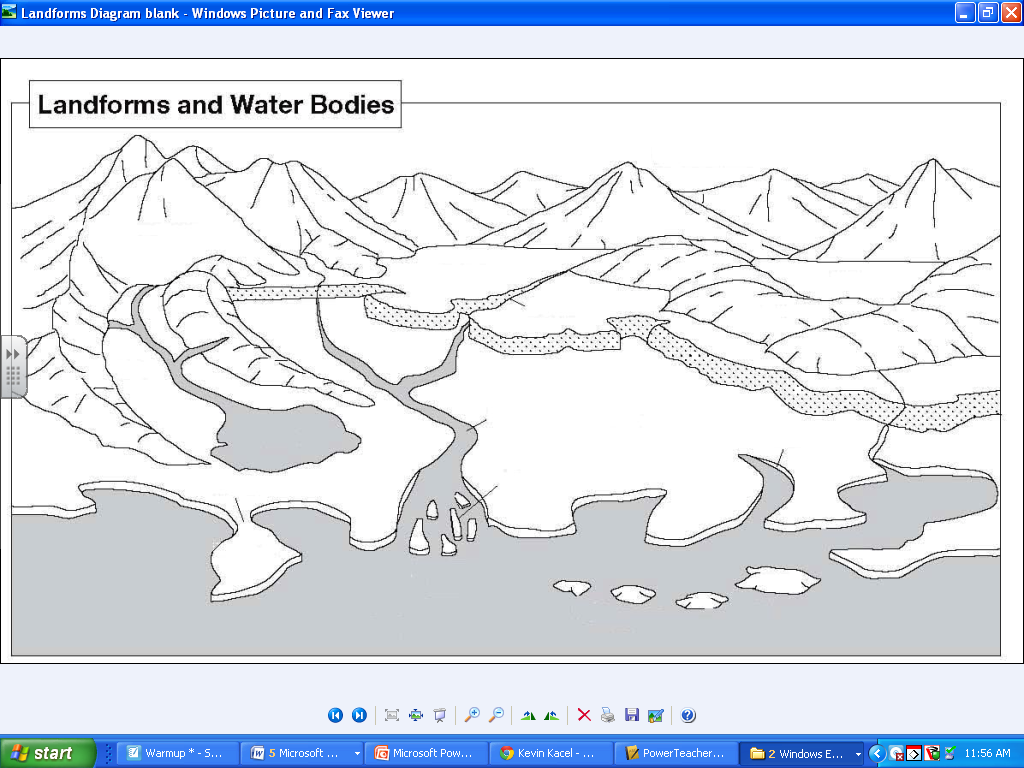 Landforms Diagram blank - Windows Picture and Fax Viewer
Landforms and Water Bodies
start
Warmup * - S...
5 Microsoft ...
Microsoft Pow...
Kevin Kacel - ...
PowerTeacher...
2 Windows E...
11:56 AM